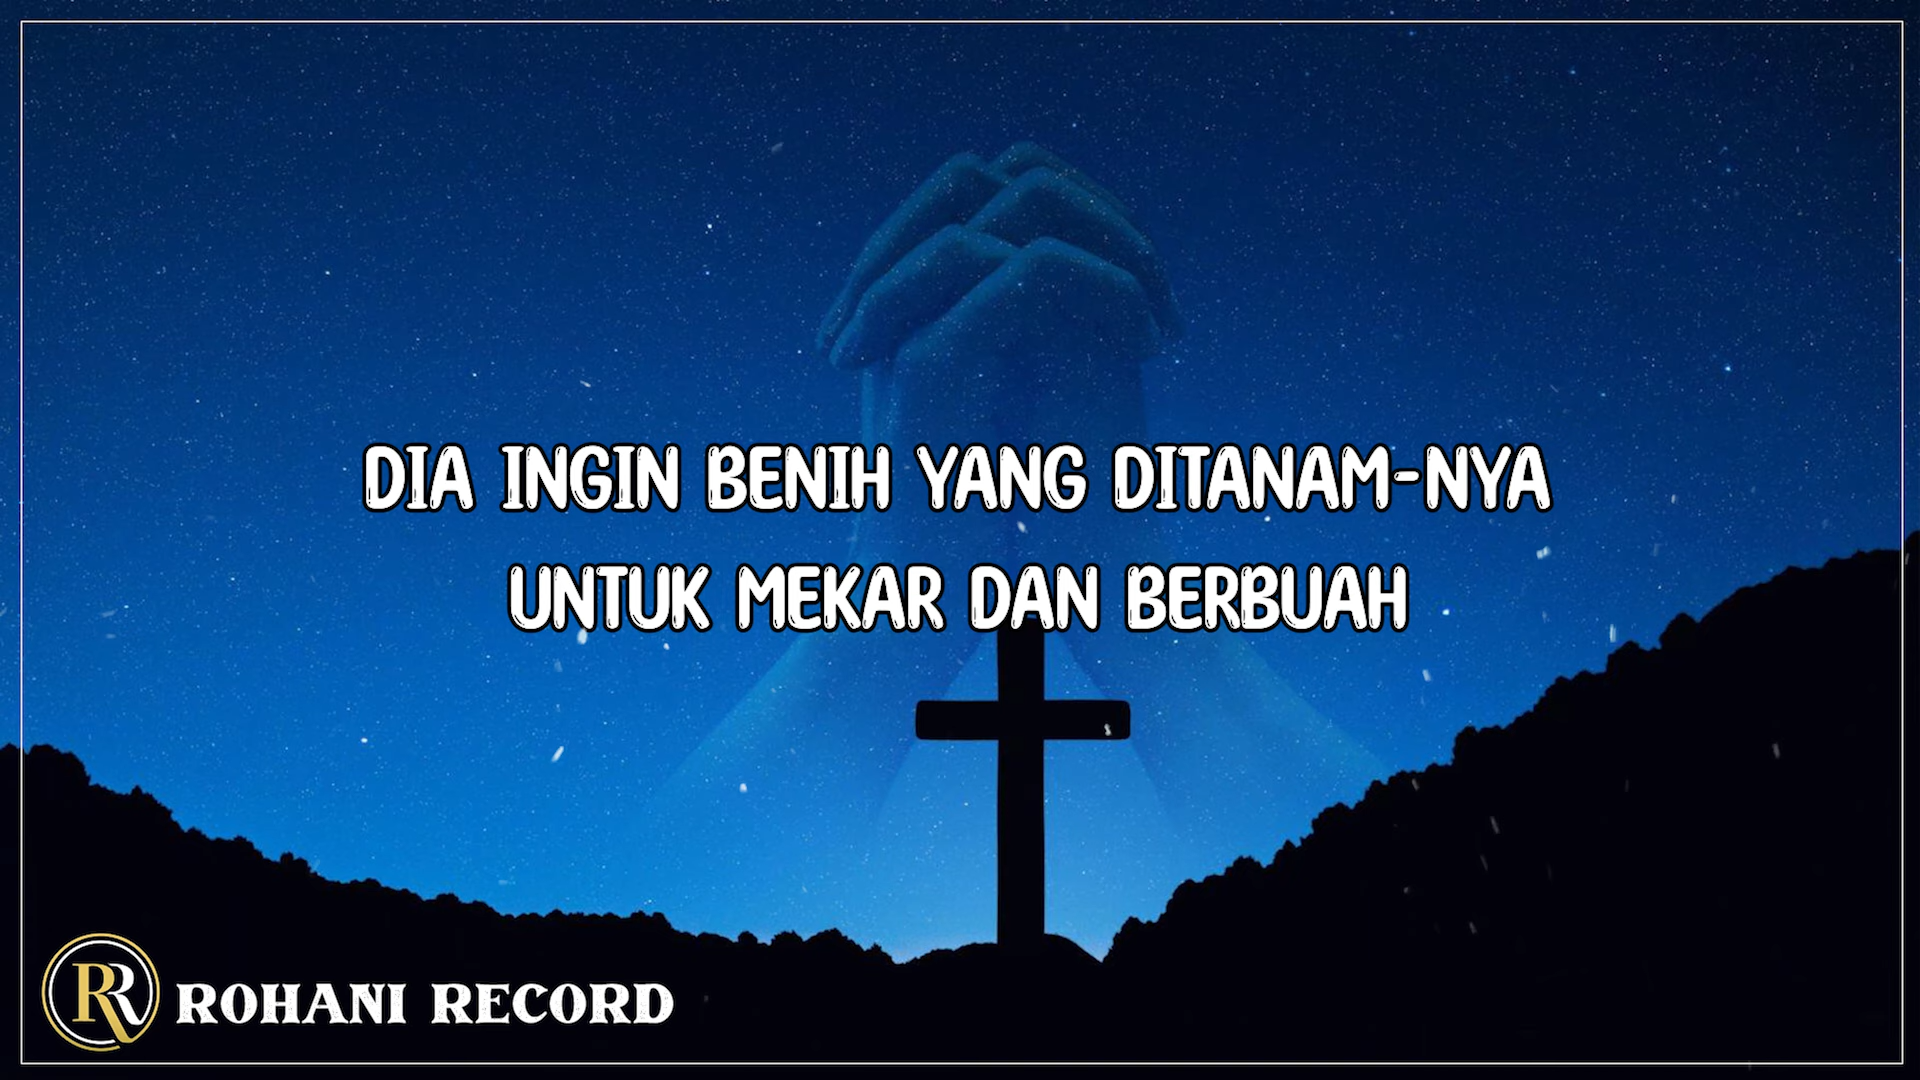 DIA INGIN BENIH YANG DITANAM-NYA
UNTUK MEKAR DAN BERBUAH
RR ROHANI RECORD